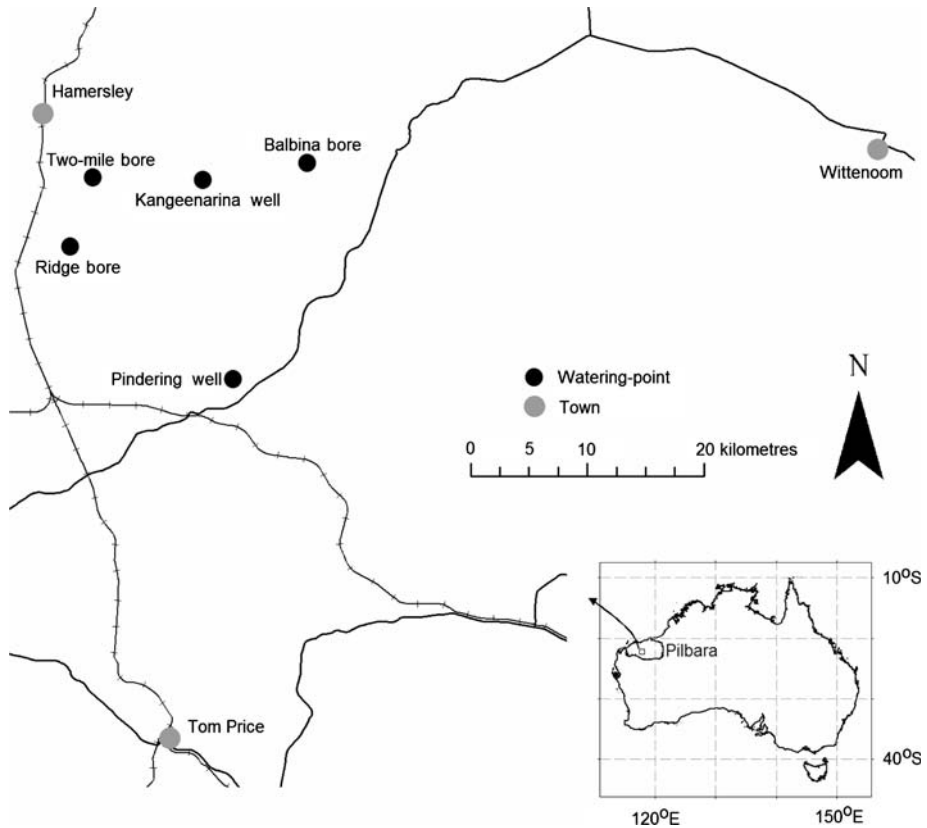 Hamersley
Balbina bore
Two-mile bore
Wittenoom
Kangeenarina well
Ridge bore
N
Pindering well
Watering-point
Town
0 5 10 20 kilometres
10°S
Pilbara
Tom Price
40°S
120°E 150°E